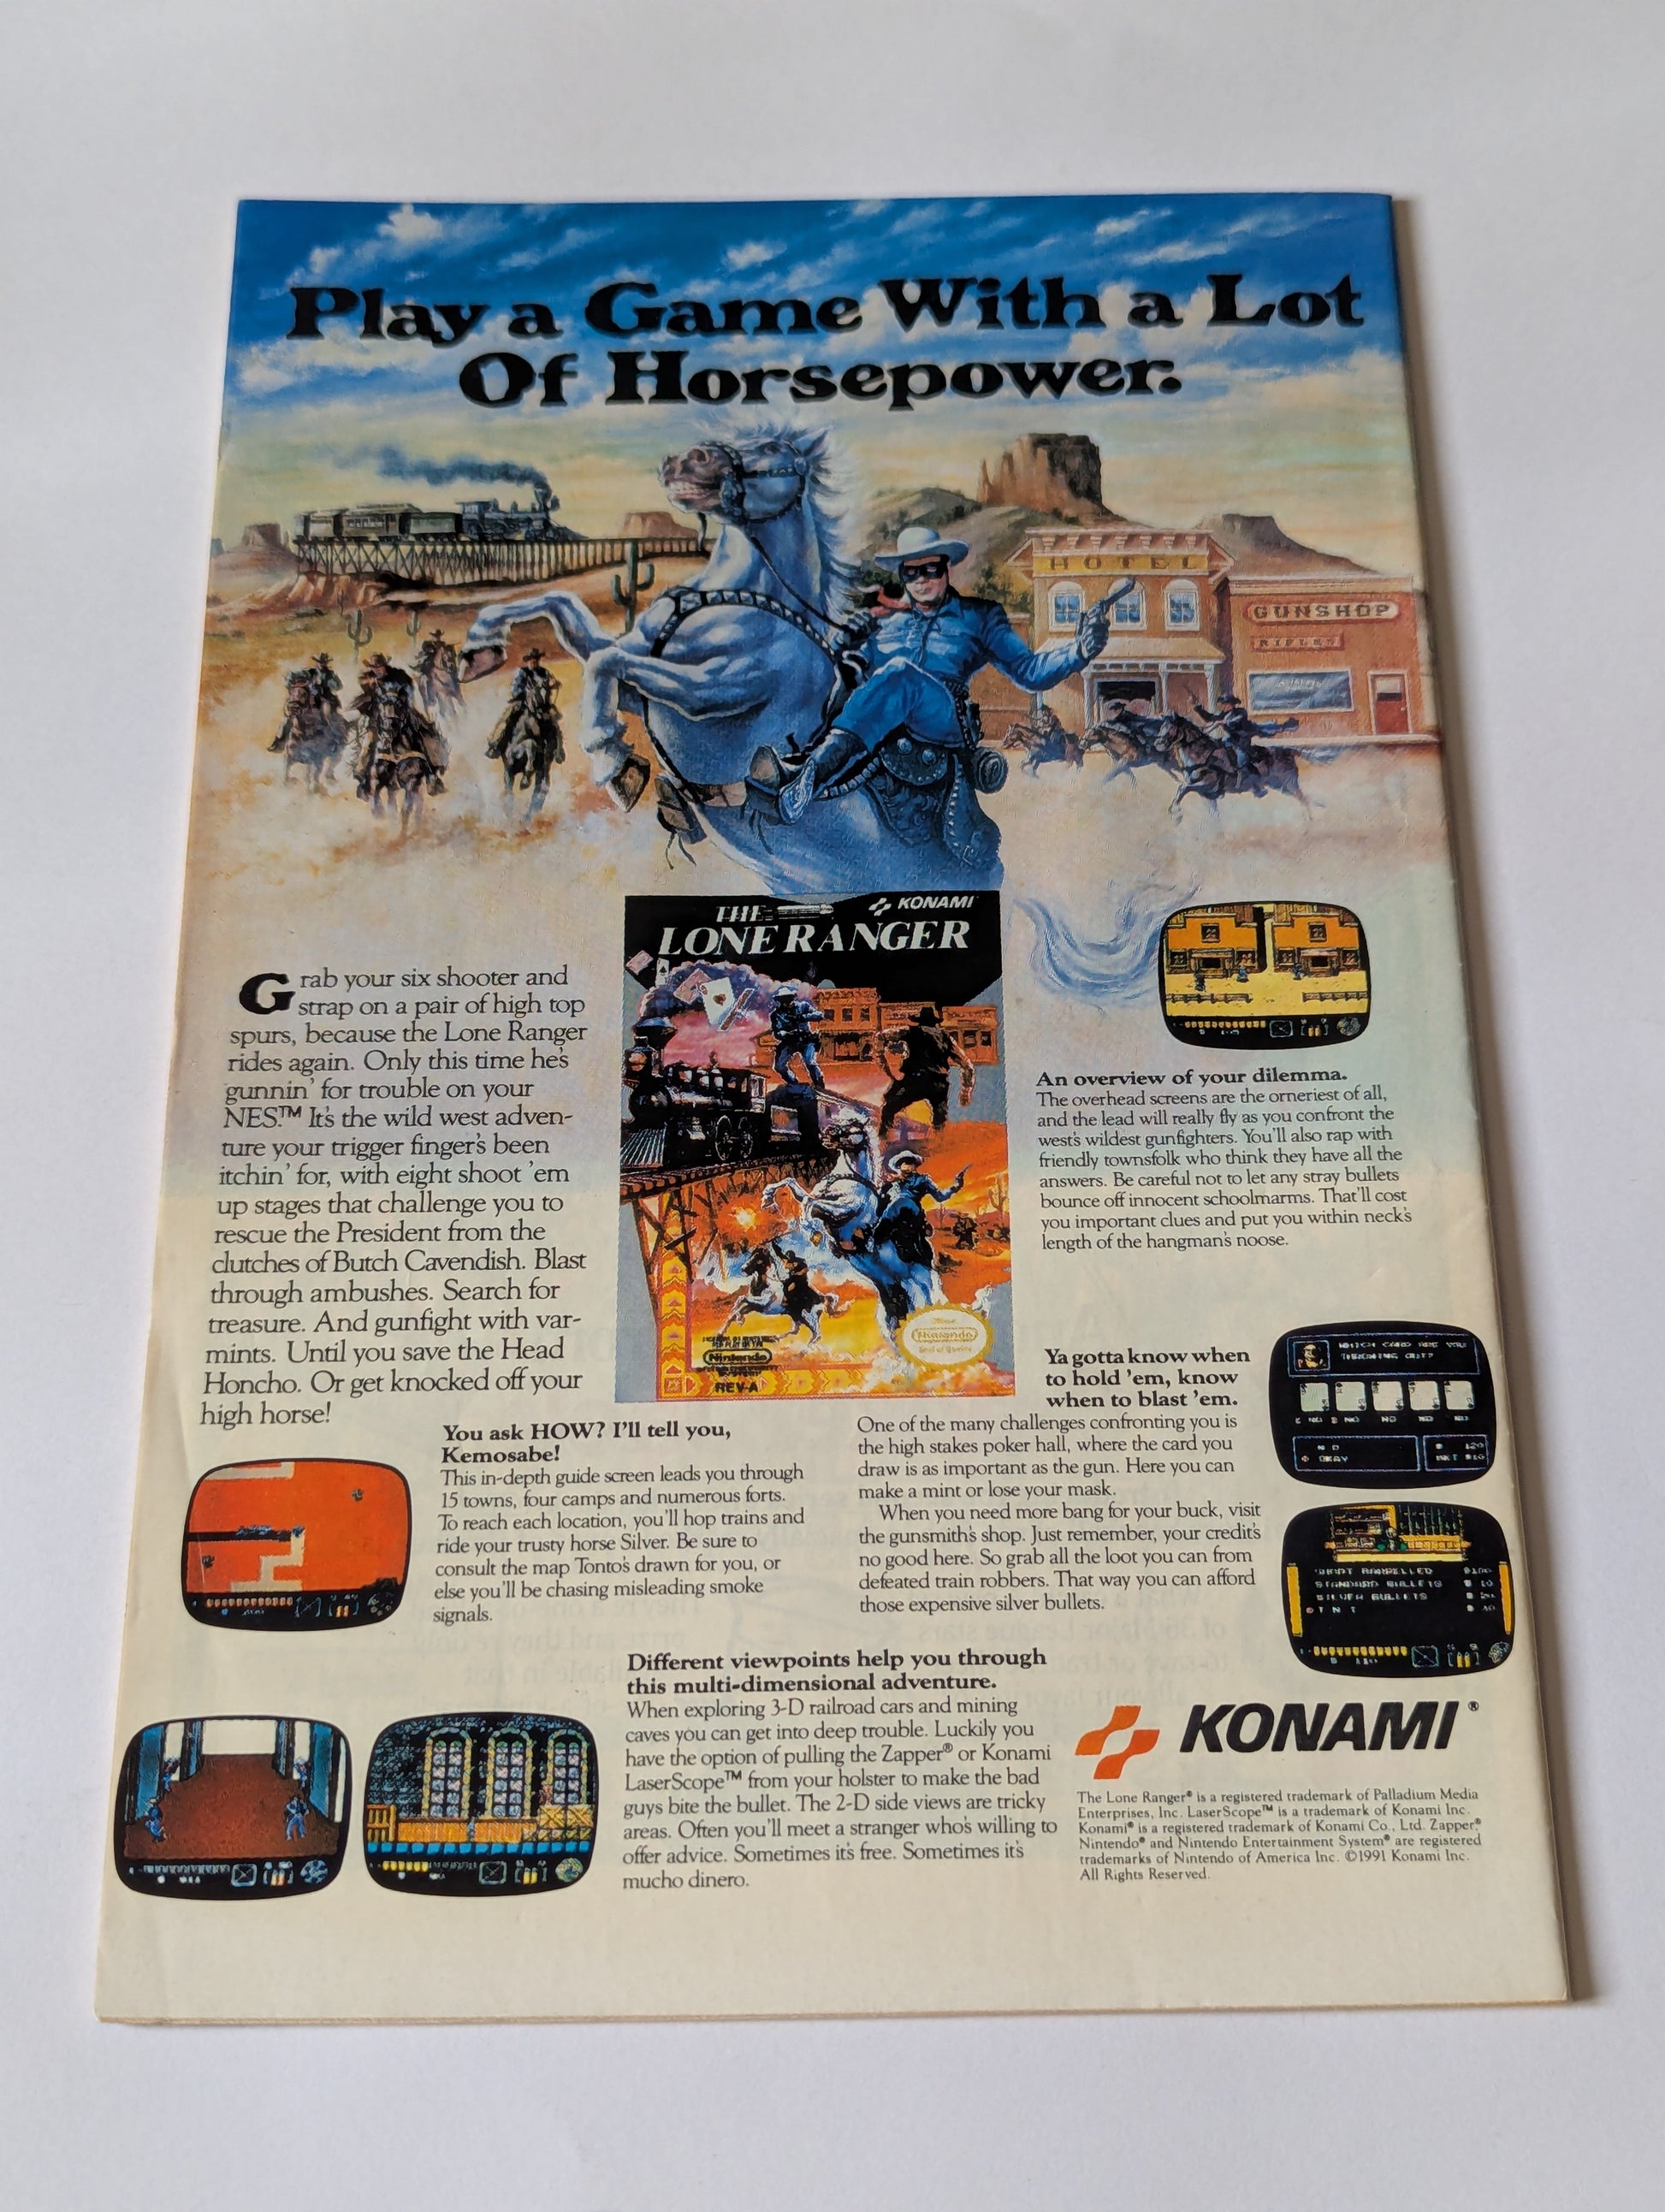 Play a Game With a Lot
Of Horsepower.
HOTEL
GUNSHOP
RIFLES
THE
KONAMI
LONE RANGER
Nintendo
Nintendo
REV-A
Grab your six shooter and
strap on a pair of high top
spurs, because the Lone Ranger
rides again. Only this time he's
gunnin' for trouble on your
NES.™ It's the wild west adven-
ture your trigger finger's been
itchin' for, with eight shoot 'em
up stages that challenge you to
rescue the President from the
clutches of Butch Cavendish. Blast
through ambushes. Search for
treasure. And gunfight with var-
mints. Until you save the Head
Honcho. Or get knocked off your
high horse!
An overview of your dilemma.
The overhead screens are the orneriest of all,
and the lead will really fly as you confront the
west's wildest gunfighters. You'll also rap with
friendly townsfolk who think they have all the
answers. Be careful not to let any stray bullets
bounce off innocent schoolmarms. That'll cost
you important clues and put you within neck's
length of the hangman's noose.
You ask HOW? I'll tell you,
Kemosabe!
This in-depth guide screen leads you through
15 towns, four camps and numerous forts.
To reach each location, you'll hop trains and
ride your trusty horse Silver. Be sure to
consult the map Tonto's drawn for you, or
else you'll be chasing misleading smoke
signals.
Ya gotta know when
to hold 'em, know
when to blast 'em.
One of the many challenges confronting you is
the high stakes poker hall, where the card you
draw is as important as the gun. Here you can
make a mint or lose your mask.
When you need more bang for your buck, visit
the gunsmith's shop. Just remember, your credit's
no good here. So grab all the loot you can from
defeated train robbers. That way you can afford
those expensive silver bullets.
WHICH CARD ARE YOU
THROWING OUT?
NO
OKAY
STANDARD BULLETS
SILVER BULLETS
TNT
Different viewpoints help you through
this multi-dimensional adventure.
When exploring 3-D railroad cars and mining
caves you can get into deep trouble. Luckily you
have the option of pulling the Zapper® or Konami
LaserScope™ from your holster to make the bad
guys bite the bullet. The 2-D side views are tricky
areas. Often you'll meet a stranger who's willing to
offer advice. Sometimes it's free. Sometimes it's
mucho dinero.
KONAMI®
The Lone Ranger® is a registered trademark of Palladium Media
Enterprises, Inc. LaserScope™ is a trademark of Konami Inc.
Konami® is a registered trademark of Konami Co., Ltd. Zapper,®
Nintendo® and Nintendo Entertainment System® are registered
trademarks of Nintendo of America Inc. ©1991 Konami Inc.
All Rights Reserved.